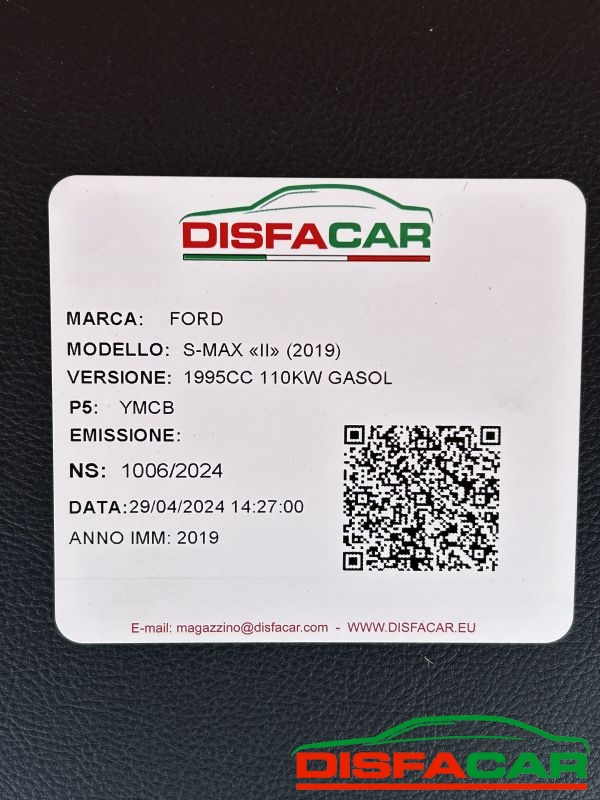 DISFACAR
MARCA: FORD
MODELLO: S-MAX «II» (2019)
VERSIONE: 1995CC 110KW GASOL
P5: YMCB
EMISSIONE:
NS: 1006/2024
DATA:29/04/2024 14:27:00
ANNO IMM: 2019
E-mail: magazzino@disfacar.com - WWW.DISFACAR.EU
DISFACAR